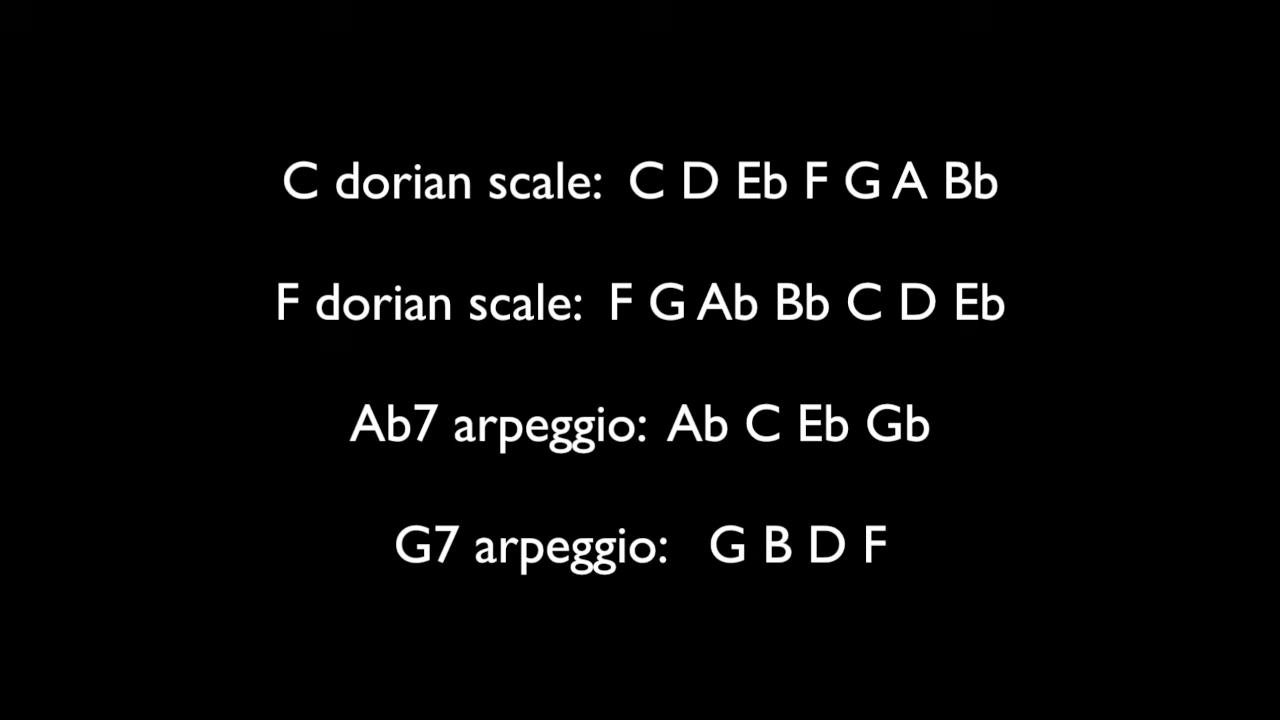 C dorian scale: C D Eb F G A Bb
F dorian scale: F G Ab Bb C D Eb
Ab7 arpeggio: Ab C Eb Gb
G7 arpeggio: G B D F